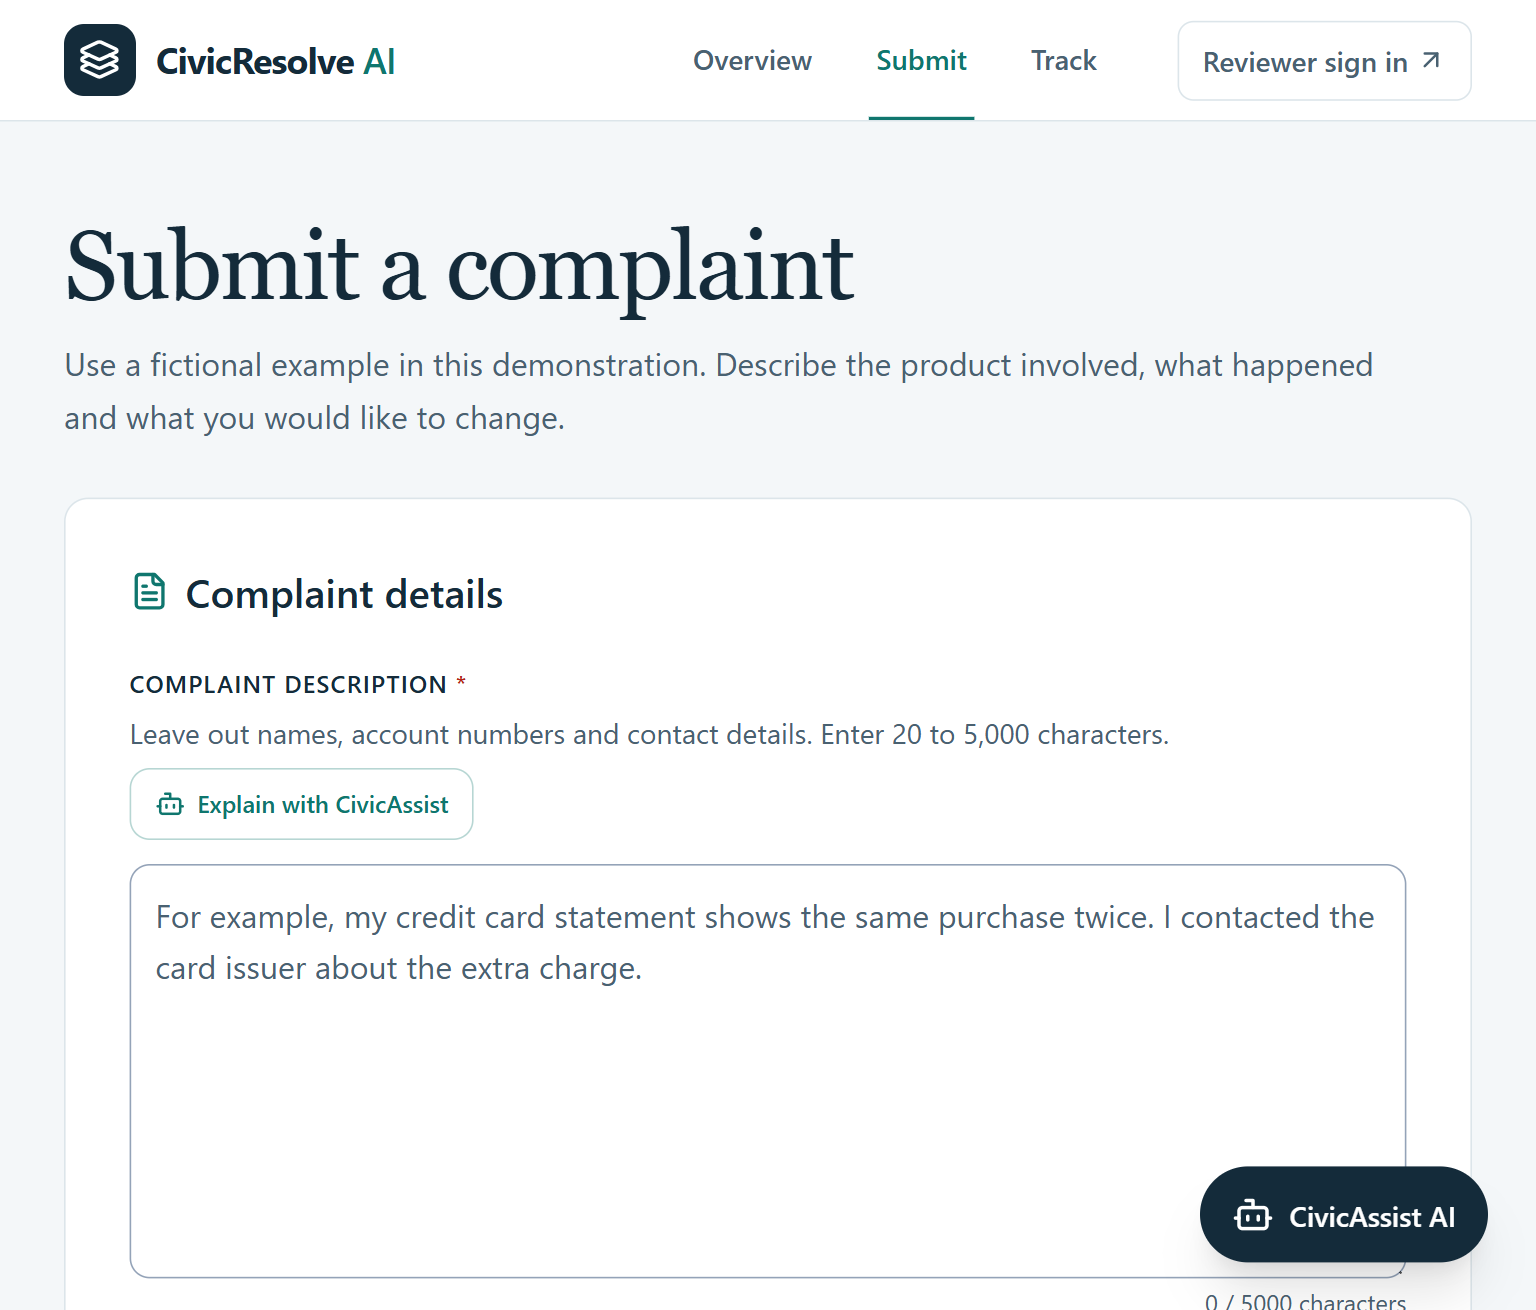 CivicResolve AI
Overview
Submit
Track
Reviewer sign in
Submit a complaint
Use a fictional example in this demonstration. Describe the product involved, what happened
and what you would like to change.
Complaint details
COMPLAINT DESCRIPTION *
Leave out names, account numbers and contact details. Enter 20 to 5,000 characters.
Explain with CivicAssist
For example, my credit card statement shows the same purchase twice. I contacted the
card issuer about the extra charge.
CivicAssist AI
0 / 5000 characters